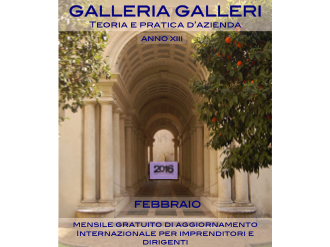 GALLERIA GALLERI
TEORIA E PRATICA D'AZIENDA
ANNO XIII
2016
FEBBRAIO
MENSILE GRATUITO DI AGGIORNAMENTO
INTERNAZIONALE PER IMPRENDITORI E
DIRIGENTI